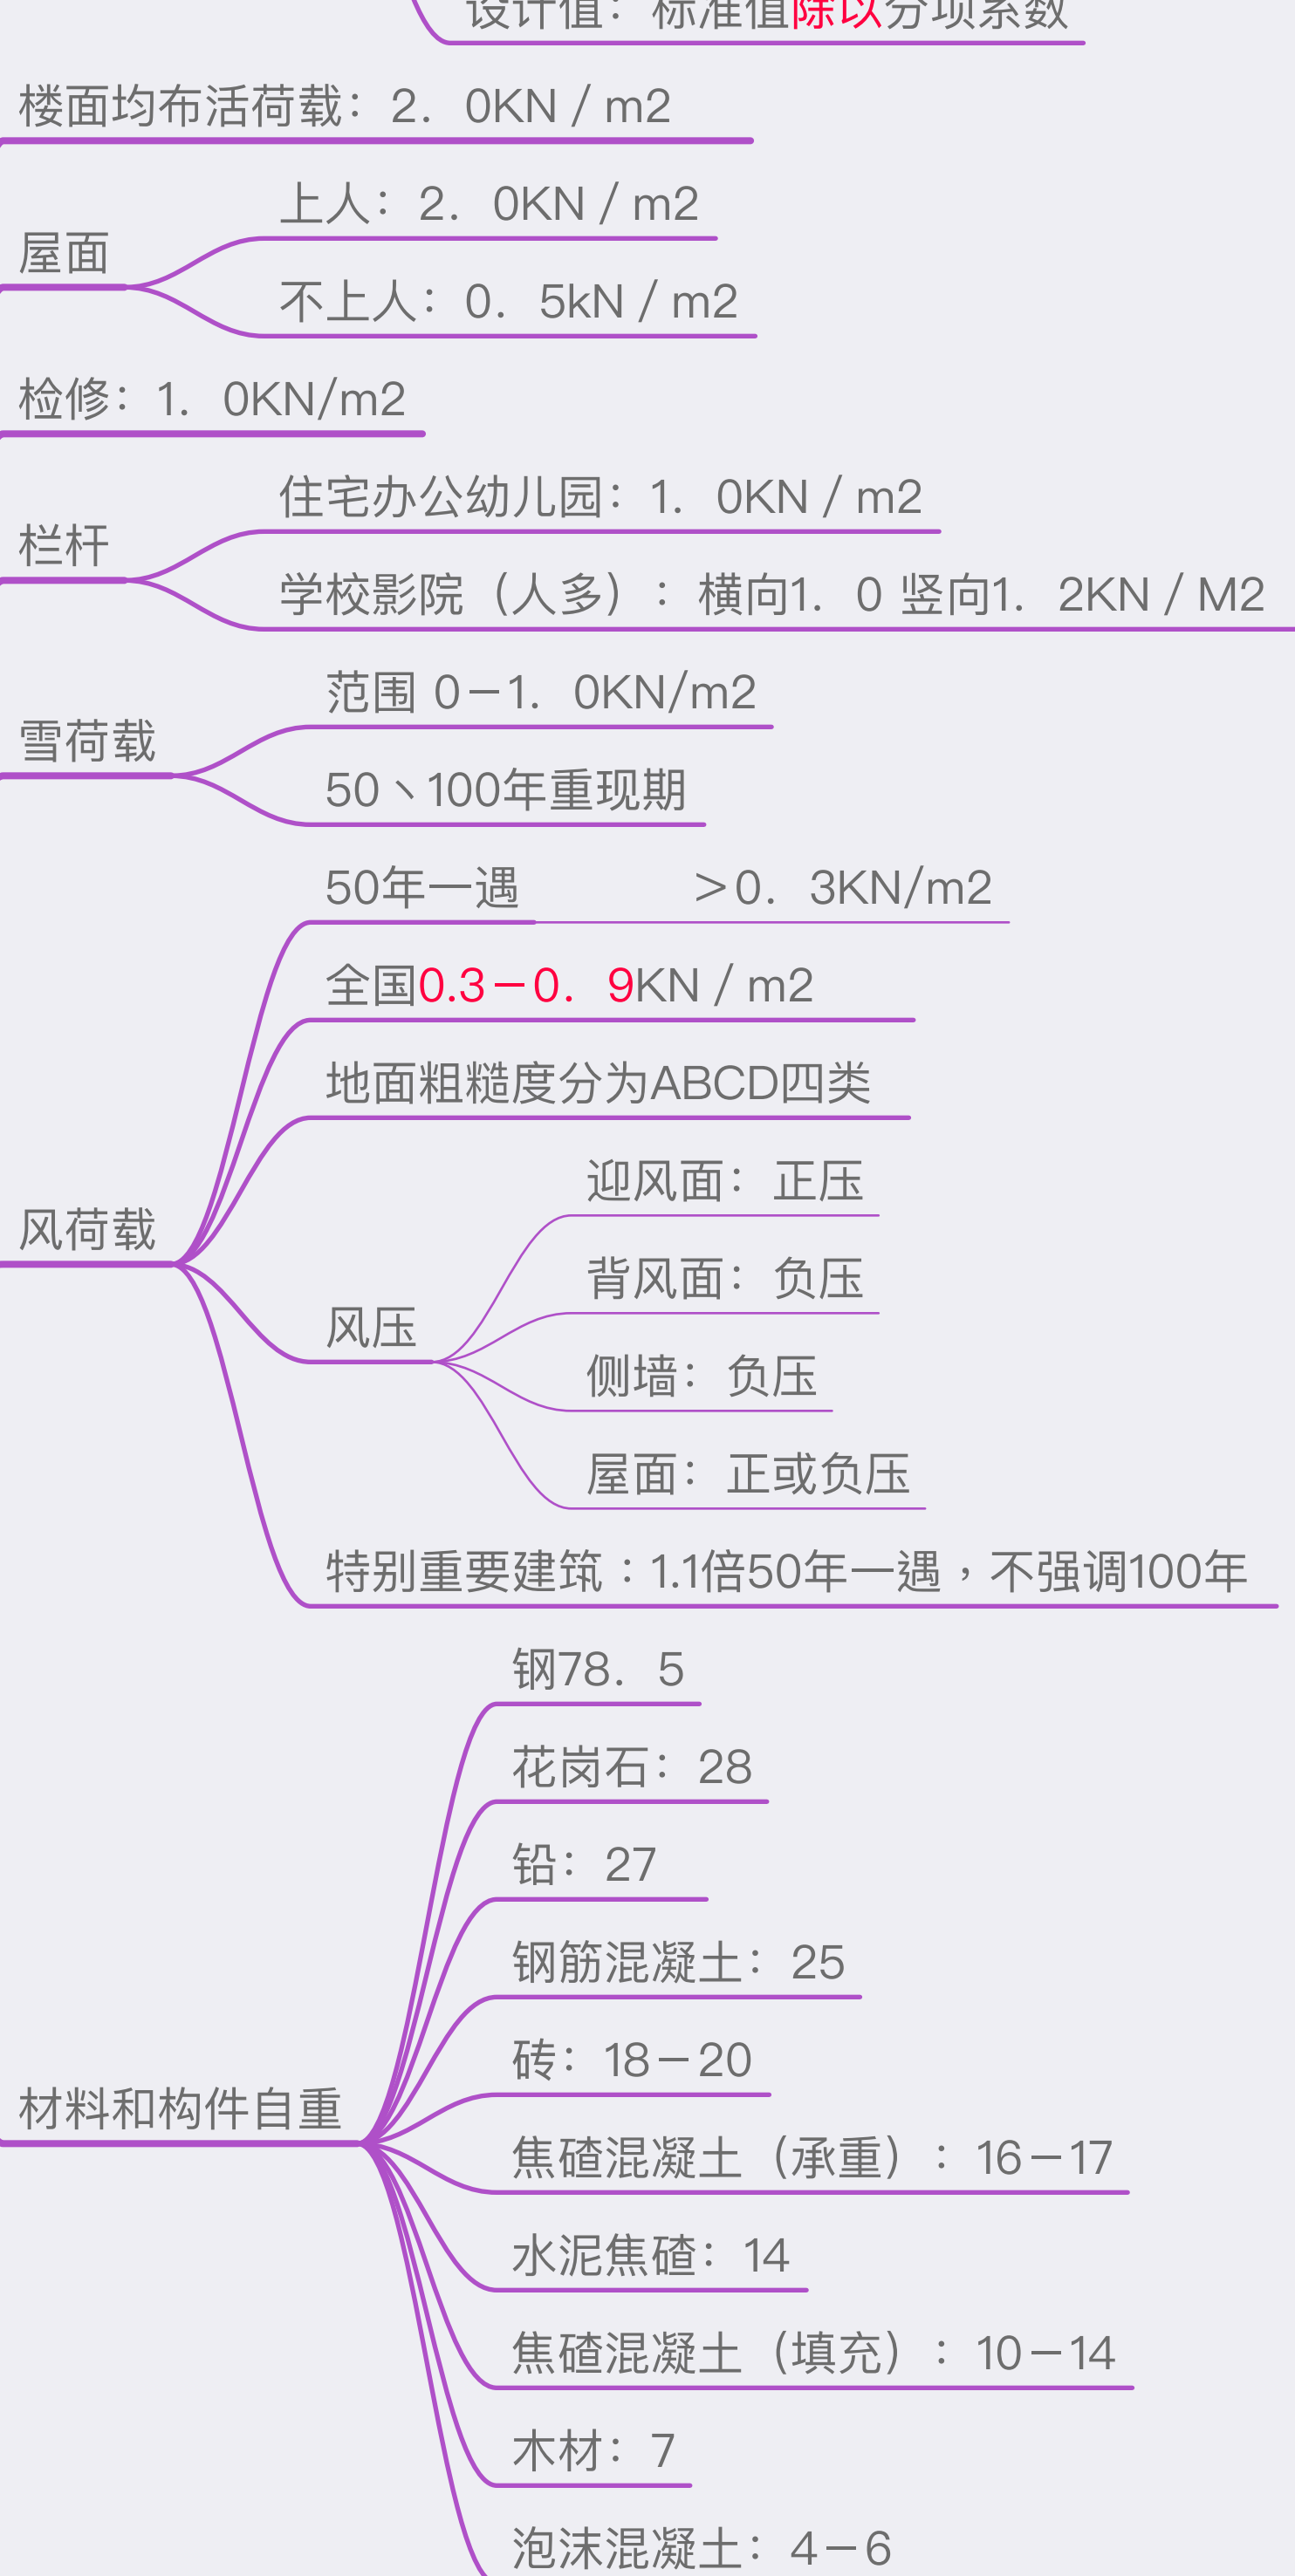 设计值：标准值除以分项系数
楼面均布活荷载：2．0KN／m2
上人：2．0KN／m2
屋面
不上人：0．5kN／m2
检修：1．0KN/m2
住宅办公幼儿园：1．0KN／m2
栏杆
学校影院（人多）：横向1．0 竖向1．2KN／M2
范围 0－1．0KN/m2
雪荷载
50丶100年重现期
50年一遇 ＞0．3KN/m2
全国0.3－0．9KN／m2
地面粗糙度分为ABCD四类
迎风面：正压
风荷载
背风面：负压
风压
侧墙：负压
屋面：正或负压
特别重要建筑：1.1倍50年一遇，不强调100年
钢78．5
花岗石：28
铅：27
钢筋混凝土：25
砖：18－20
材料和构件自重
焦碴混凝土（承重）：16－17
水泥焦碴：14
焦碴混凝土（填充）：10－14
木材：7
泡沫混凝土：4－6